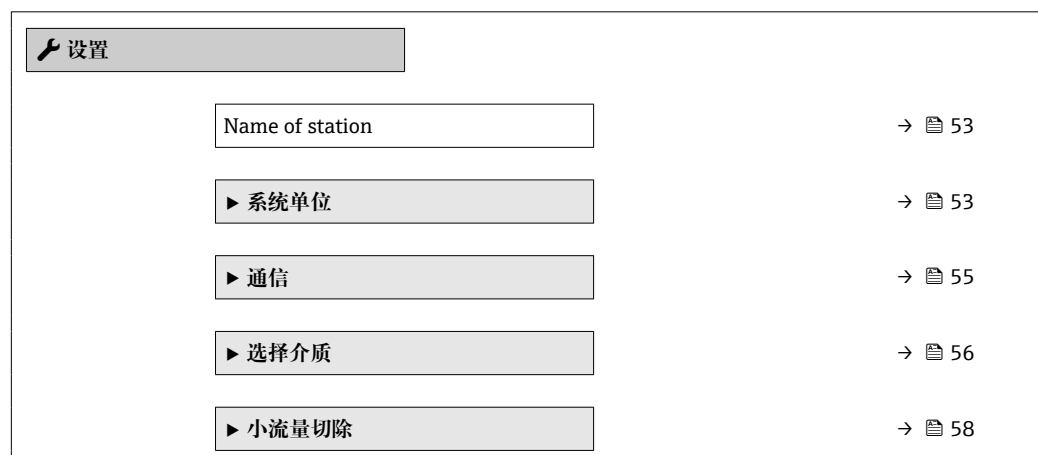 设置
Name of station → 53
▶ 系统单位 → 53
▶ 通信 → 55
▶ 选择介质 → 56
▶ 小流量切除 → 58